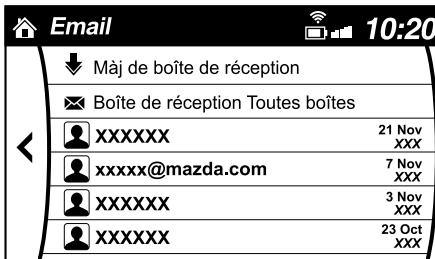 Email 10:20
Màj de boîte de réception
Boîte de réception Toutes boîtes
XXXXXX 21 Nov
XXX
xxxxx@mazda.com 7 Nov
XXX
XXXXXX 3 Nov
XXX
XXXXXX 23 Oct
XXX